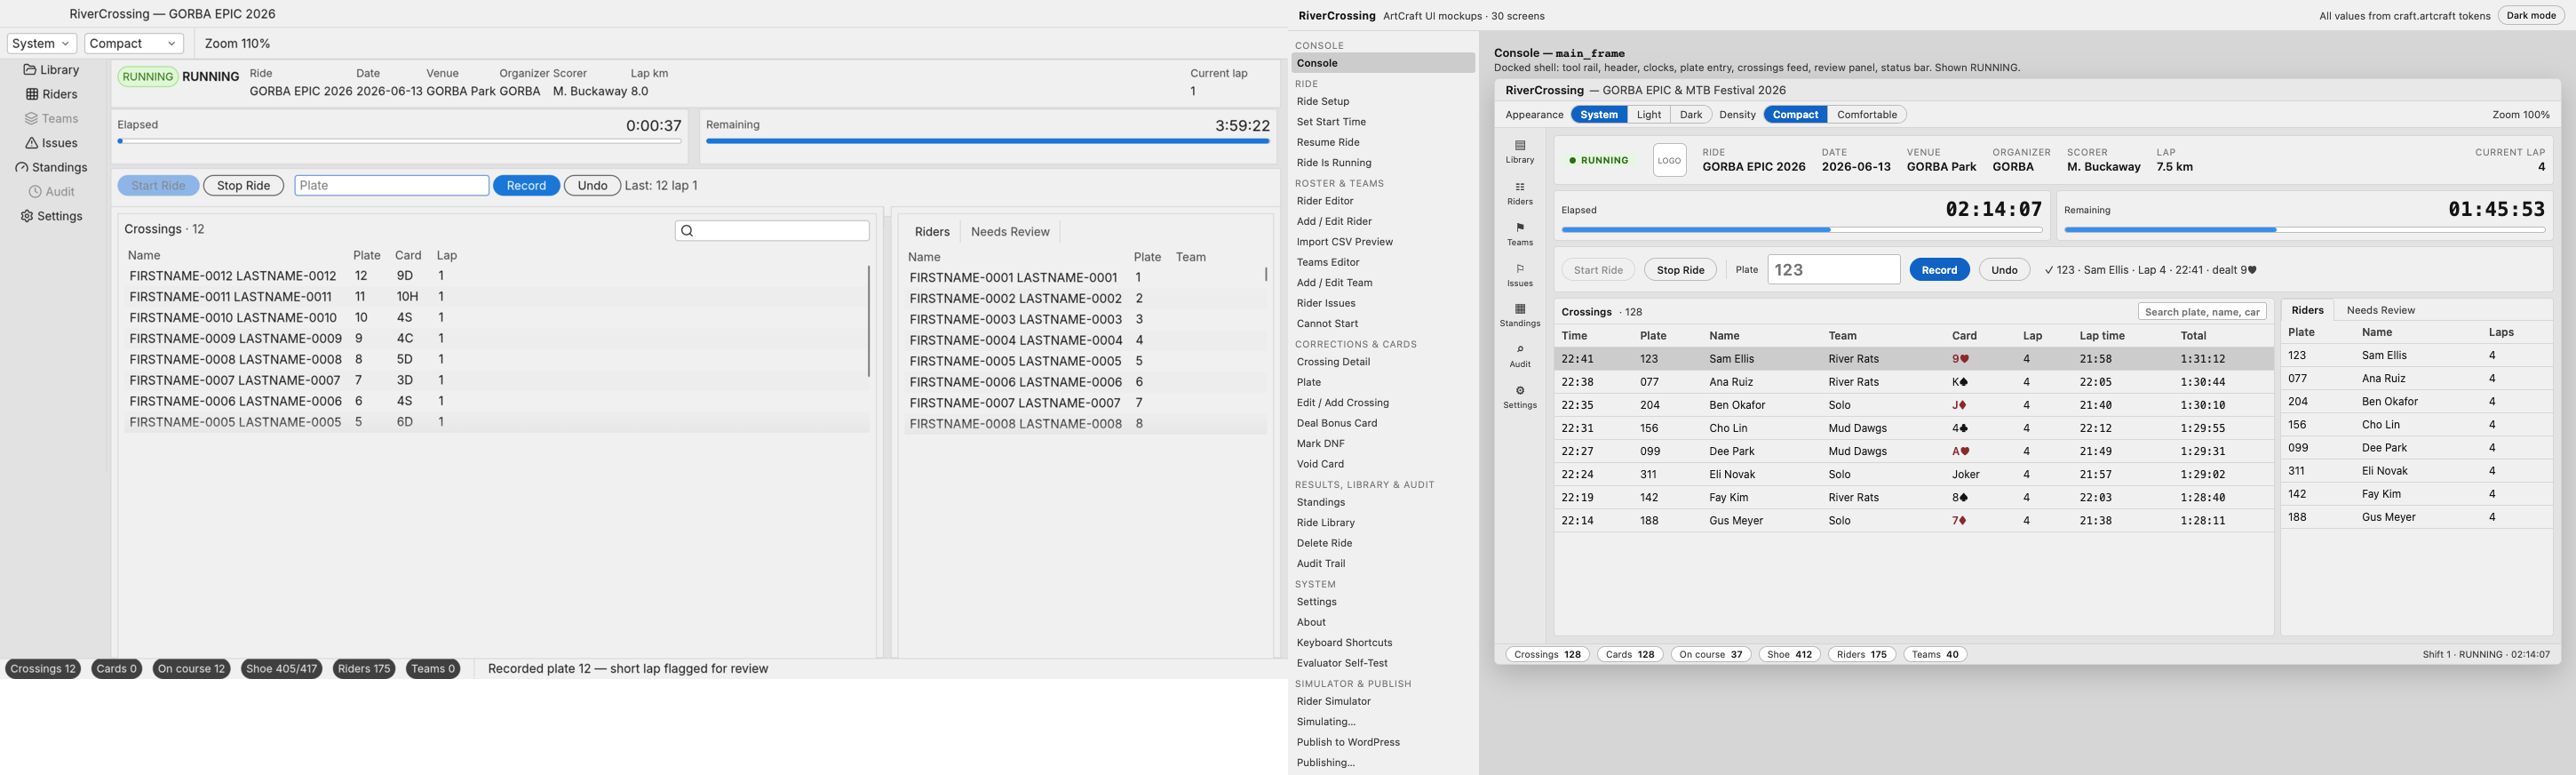 RiverCrossing — GORBA EPIC 2026
System
Compact
Zoom 110%
Library
Riders
Teams
Issues
Standings
Audit
Settings
RUNNING RUNNING
Ride Date Venue Organizer Scorer Lap km
GORBA EPIC 2026 2026-06-13 GORBA Park GORBA M. Buckaway 8.0
Current lap
1
Elapsed 0:00:37
Remaining 3:59:22
Start Ride Stop Ride Plate Record Undo Last: 12 lap 1
Crossings · 12
Name Plate Card Lap
FIRSTNAME-0012 LASTNAME-0012 12 9D 1
FIRSTNAME-0011 LASTNAME-0011 11 10H 1
FIRSTNAME-0010 LASTNAME-0010 10 4S 1
FIRSTNAME-0009 LASTNAME-0009 9 4C 1
FIRSTNAME-0008 LASTNAME-0008 8 5D 1
FIRSTNAME-0007 LASTNAME-0007 7 3D 1
FIRSTNAME-0006 LASTNAME-0006 6 4S 1
FIRSTNAME-0005 LASTNAME-0005 5 6D 1
Riders Needs Review
Name Plate Team
FIRSTNAME-0001 LASTNAME-0001 1
FIRSTNAME-0002 LASTNAME-0002 2
FIRSTNAME-0003 LASTNAME-0003 3
FIRSTNAME-0004 LASTNAME-0004 4
FIRSTNAME-0005 LASTNAME-0005 5
FIRSTNAME-0006 LASTNAME-0006 6
FIRSTNAME-0007 LASTNAME-0007 7
FIRSTNAME-0008 LASTNAME-0008 8
Crossings 12 Cards 0 On course 12 Shoe 405/417 Riders 175 Teams 0 Recorded plate 12 — short lap flagged for review
RiverCrossing ArtCraft UI mockups · 30 screens
All values from craft.artcraft tokens Dark mode
CONSOLE
Console
RIDE
Ride Setup
Set Start Time
Resume Ride
Ride Is Running
ROSTER & TEAMS
Rider Editor
Add / Edit Rider
Import CSV Preview
Teams Editor
Add / Edit Team
Rider Issues
Cannot Start
CORRECTIONS & CARDS
Crossing Detail
Plate
Edit / Add Crossing
Deal Bonus Card
Mark DNF
Void Card
RESULTS, LIBRARY & AUDIT
Standings
Ride Library
Delete Ride
Audit Trail
SYSTEM
Settings
About
Keyboard Shortcuts
Evaluator Self-Test
SIMULATOR & PUBLISH
Rider Simulator
Simulating…
Publish to WordPress
Publishing…
Console — main_frame
Docked shell: tool rail, header, clocks, plate entry, crossings feed, review panel, status bar. Shown RUNNING.
RiverCrossing — GORBA EPIC & MTB Festival 2026
Appearance System Light Dark Density Compact Comfortable Zoom 100%
Library
Riders
Teams
Issues
Standings
Audit
Settings
● RUNNING
LOGO
RIDE DATE VENUE ORGANIZER SCORER LAP
GORBA EPIC 2026 2026-06-13 GORBA Park GORBA M. Buckaway 7.5 km
CURRENT LAP
4
Elapsed 02:14:07
Remaining 01:45:53
Start Ride Stop Ride Plate 123 Record Undo ✓ 123 · Sam Ellis · Lap 4 · 22:41 · dealt 9♥
Crossings · 128 Search plate, name, car
Time Plate Name Team Card Lap Lap time Total
22:41 123 Sam Ellis River Rats 9♥ 4 21:58 1:31:12
22:38 077 Ana Ruiz River Rats K♠ 4 22:05 1:30:44
22:35 204 Ben Okafor Solo J♦ 4 21:40 1:30:10
22:31 156 Cho Lin Mud Dawgs 4♣ 4 22:12 1:29:55
22:27 099 Dee Park Mud Dawgs A♥ 4 21:49 1:29:31
22:24 311 Eli Novak Solo Joker 4 21:57 1:29:02
22:19 142 Fay Kim River Rats 8♠ 4 22:03 1:28:40
22:14 188 Gus Meyer Solo 7♦ 4 21:38 1:28:11
Riders Needs Review
Plate Name Laps
123 Sam Ellis 4
077 Ana Ruiz 4
204 Ben Okafor 4
156 Cho Lin 4
099 Dee Park 4
311 Eli Novak 4
142 Fay Kim 4
188 Gus Meyer 4
Crossings 128 Cards 128 On course 37 Shoe 412 Riders 175 Teams 40 Shift 1 · RUNNING · 02:14:07